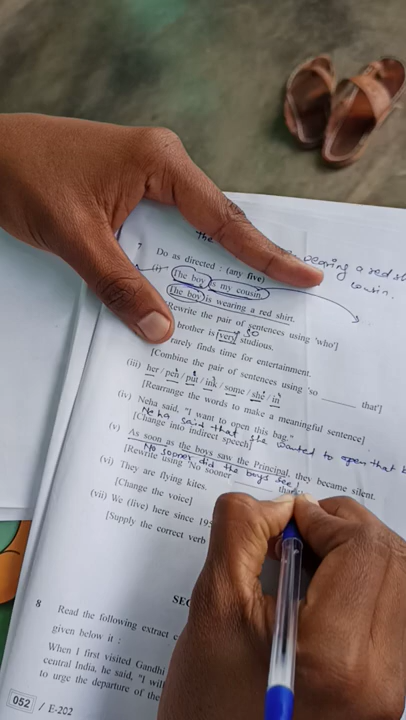 the wearing a red sh
cousin.
7 Do as directed : (any five)
(i) The boy is my cousin.
The boy is wearing a red shirt.
[Rewrite the pair of sentences using 'who']
brother is very studious. so
rarely finds time for entertainment.
[Combine the pair of sentences using 'so ______ that']
(iii) her / pen / put / ink / some / she / in
[Rearrange the words to make a meaningful sentence]
(iv) Neha said, "I want to open this bag."
Neha said that she wanted to open that b
[Change into indirect speech]
(v) As soon as the boys saw the Principal, they became silent.
No sooner did the boys see
[Rewrite using 'No sooner ______ than
(vi) They are flying kites.
[Change the voice]
(vii) We (live) here since 195
[Supply the correct verb
SEC
8 Read the following extract c
given below it :
When I first visited Gandhi
central India, he said, "I will
to urge the departure of the
052 / E-202